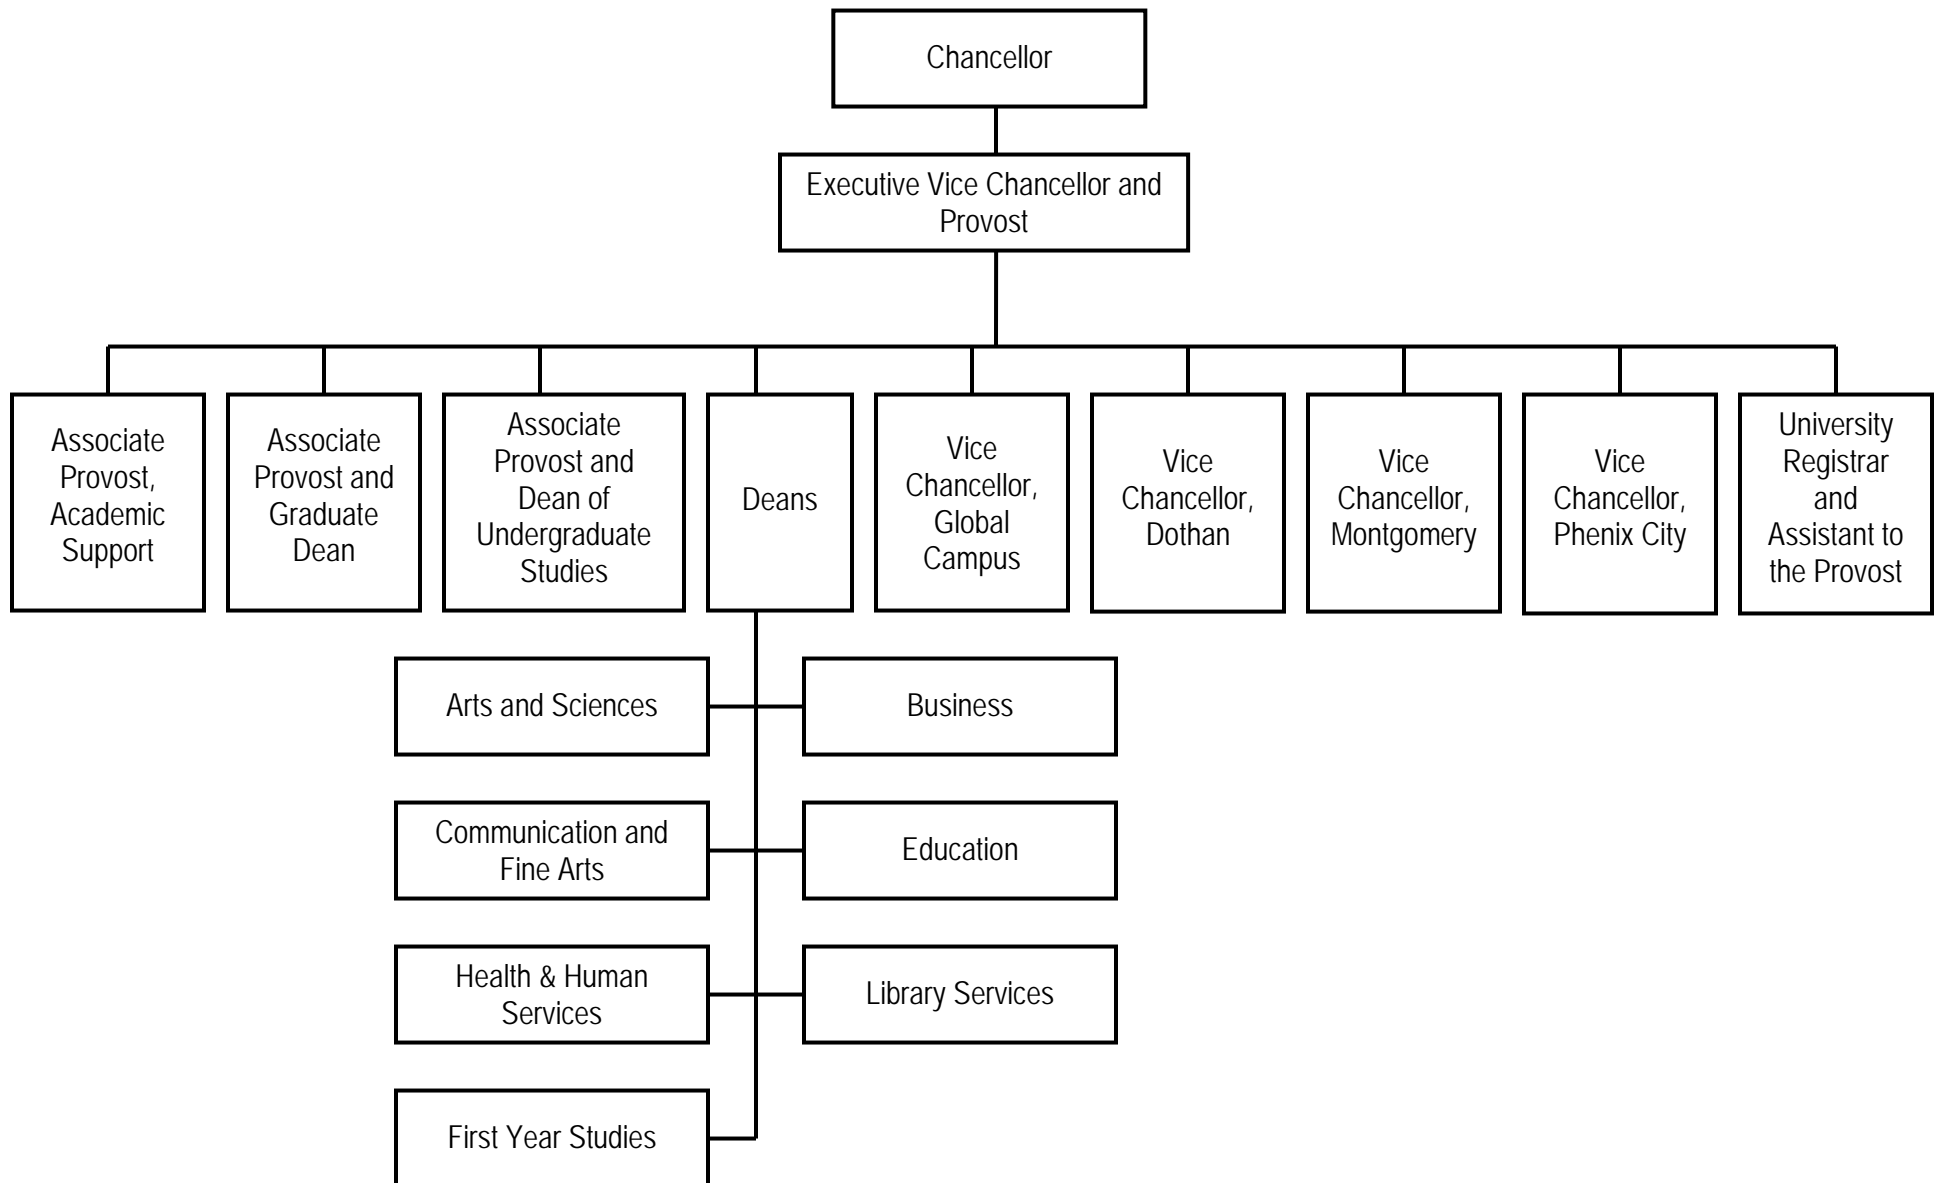 Chancellor
Executive Vice Chancellor and
Provost
Associate
Provost,
Academic
Support
Associate
Provost and
Graduate
Dean
Associate
Provost and
Dean of
Undergraduate
Studies
Deans
Vice
Chancellor,
Global
Campus
Vice
Chancellor,
Dothan
Vice
Chancellor,
Montgomery
Vice
Chancellor,
Phenix City
University
Registrar
and
Assistant to
the Provost
Arts and Sciences
Business
Communication and
Fine Arts
Education
Health & Human
Services
Library Services
First Year Studies